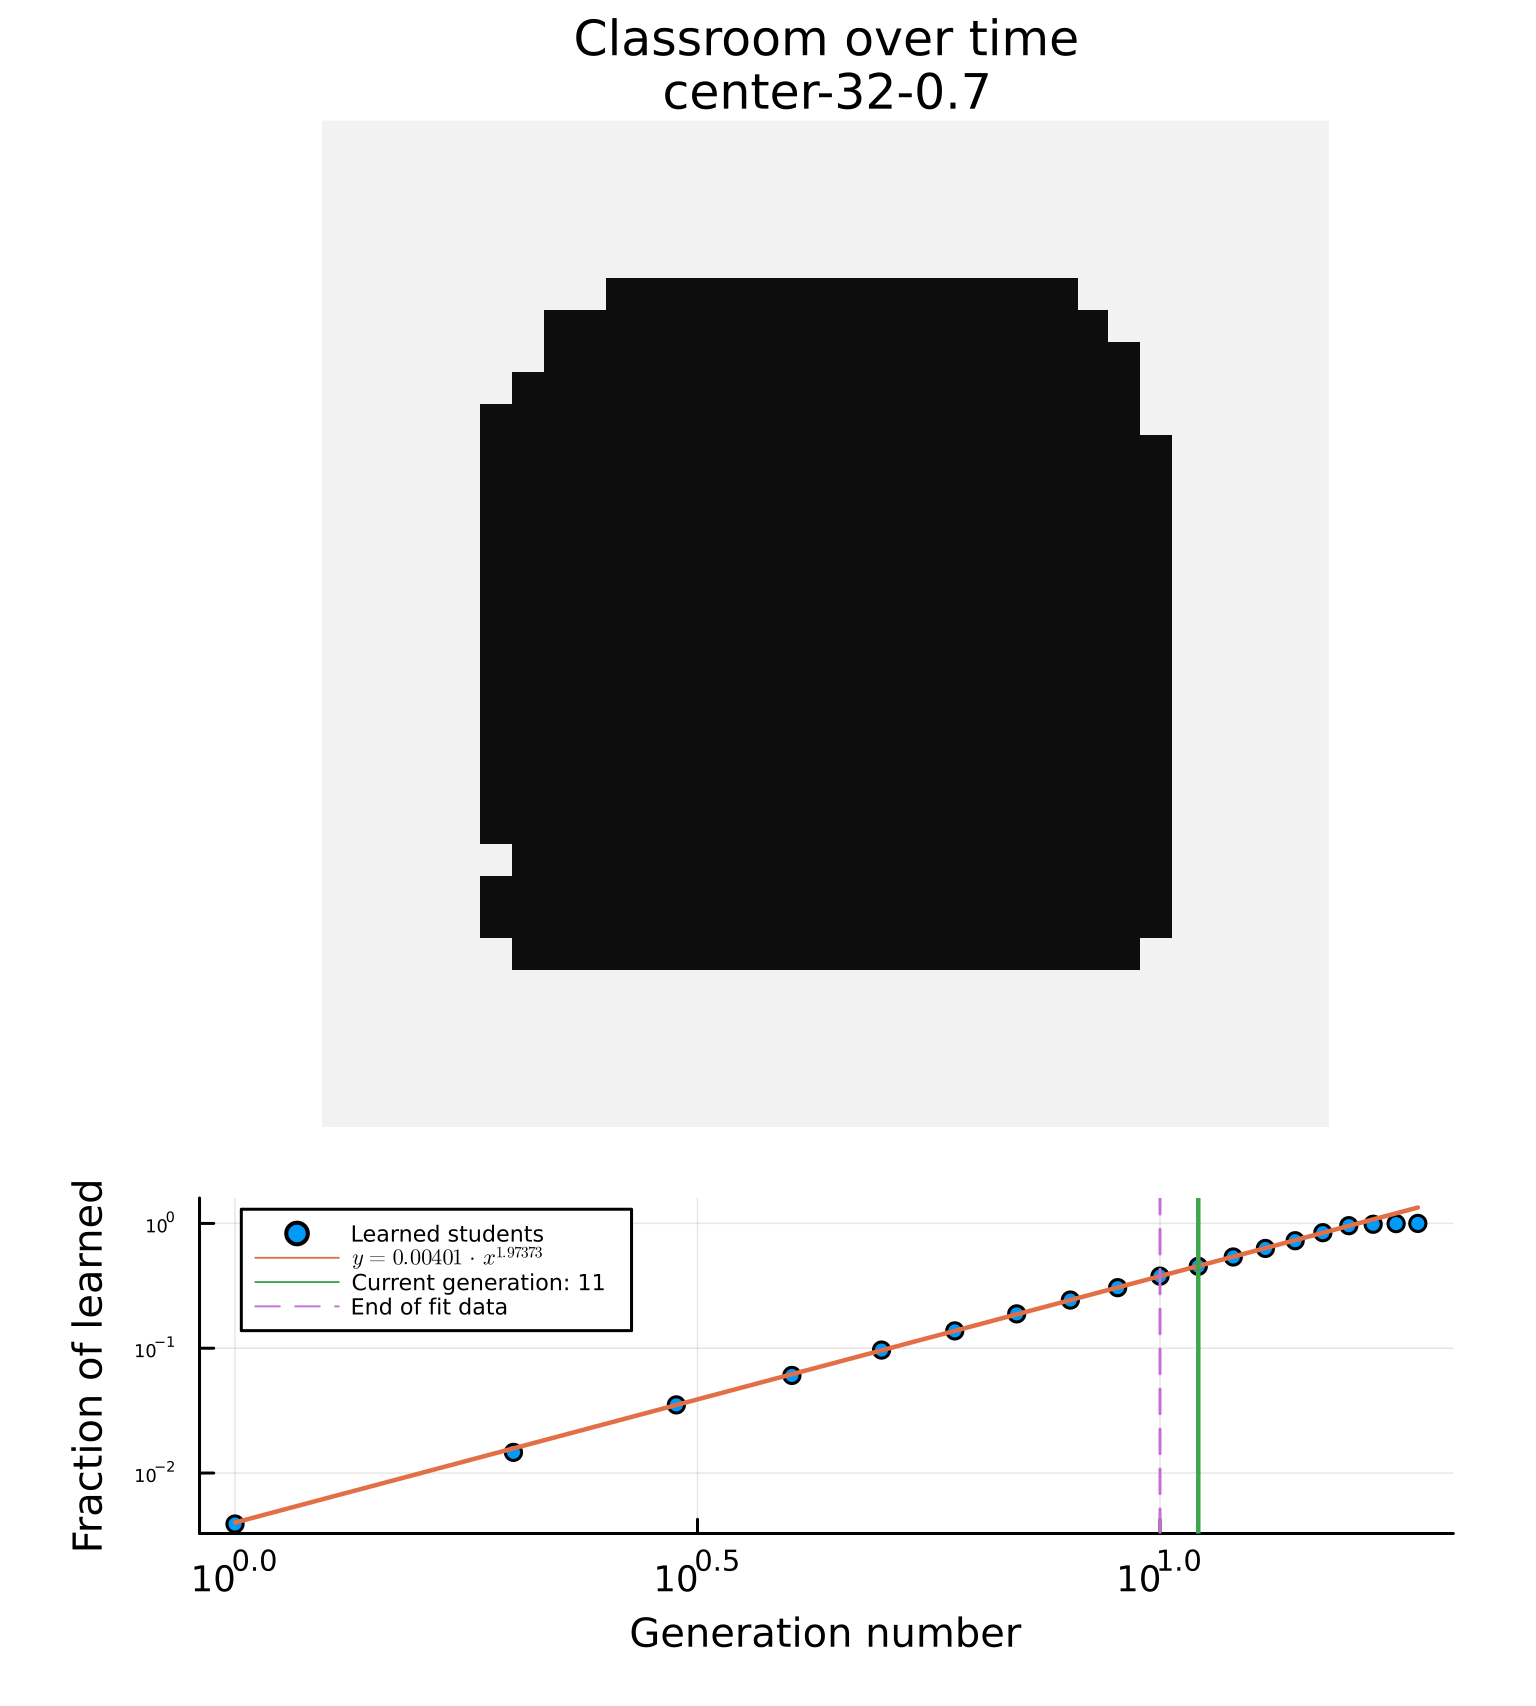 Classroom over time
center-32-0.7
Fraction of learned
10^0
10^−1
10^−2
Learned students
y = 0.00401 · x^1.97373
Current generation: 11
End of fit data
10^0.0 10^0.5 10^1.0
Generation number